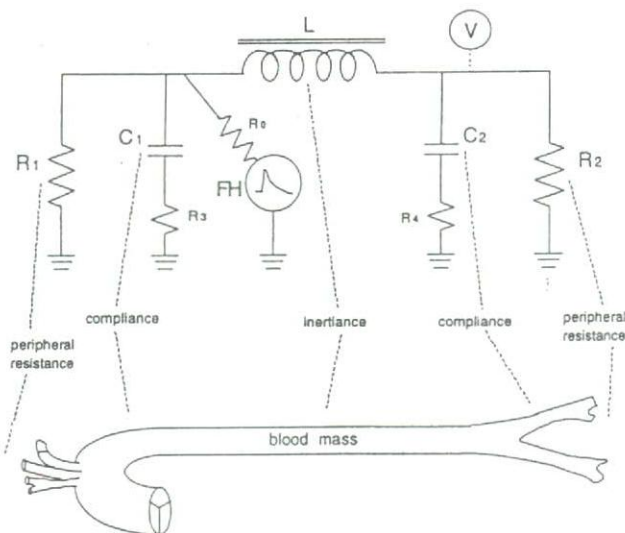 L
V
R1
C1
R0
FH
R3
C2
R2
R4
peripheral
resistance
compliance
inertiance
compliance
peripheral
resistance
blood mass